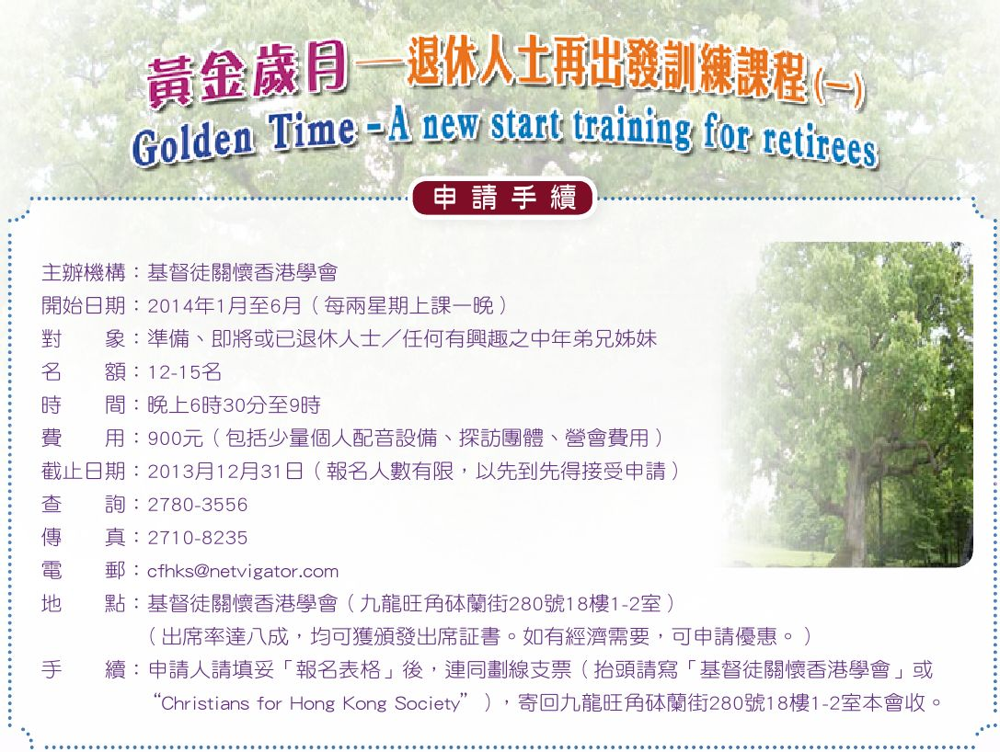 黃金歲月—退休人士再出發訓練課程(一)
Golden Time – A new start training for retirees
申請手續
主辦機構：基督徒關懷香港學會
開始日期：2014年1月至6月（每兩星期上課一晚）
對　　象：準備、即將或已退休人士／任何有興趣之中年弟兄姊妹
名　　額：12-15名
時　　間：晚上6時30分至9時
費　　用：900元（包括少量個人配音設備、探訪團體、營會費用）
截止日期：2013月12月31日（報名人數有限，以先到先得接受申請）
查　　詢：2780-3556
傳　　真：2710-8235
電　　郵：cfhks@netvigator.com
地　　點：基督徒關懷香港學會（九龍旺角砵蘭街280號18樓1-2室）
（出席率達八成，均可獲頒發出席証書。如有經濟需要，可申請優惠。）
手　　續：申請人請填妥「報名表格」後，連同劃線支票（抬頭請寫「基督徒關懷香港學會」或
“Christians for Hong Kong Society”），寄回九龍旺角砵蘭街280號18樓1-2室本會收。